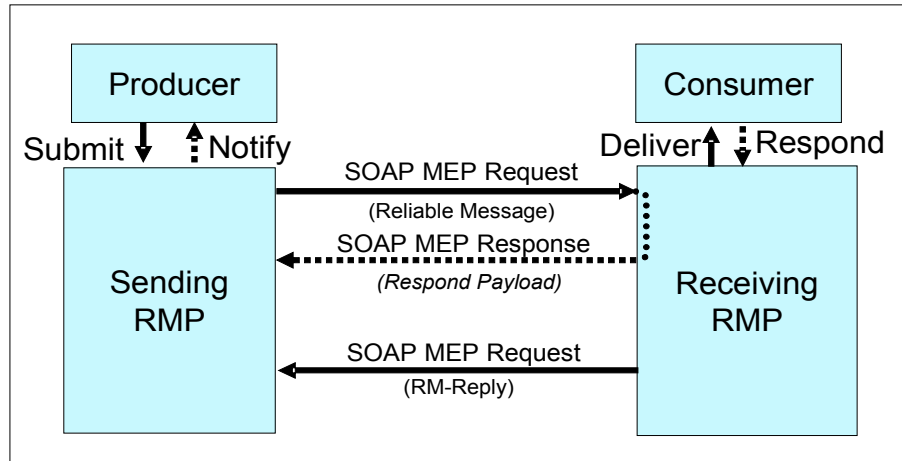 Producer
Consumer
Submit
Notify
Deliver
Respond
SOAP MEP Request
(Reliable Message)
SOAP MEP Response
(Respond Payload)
Sending
RMP
Receiving
RMP
SOAP MEP Request
(RM-Reply)